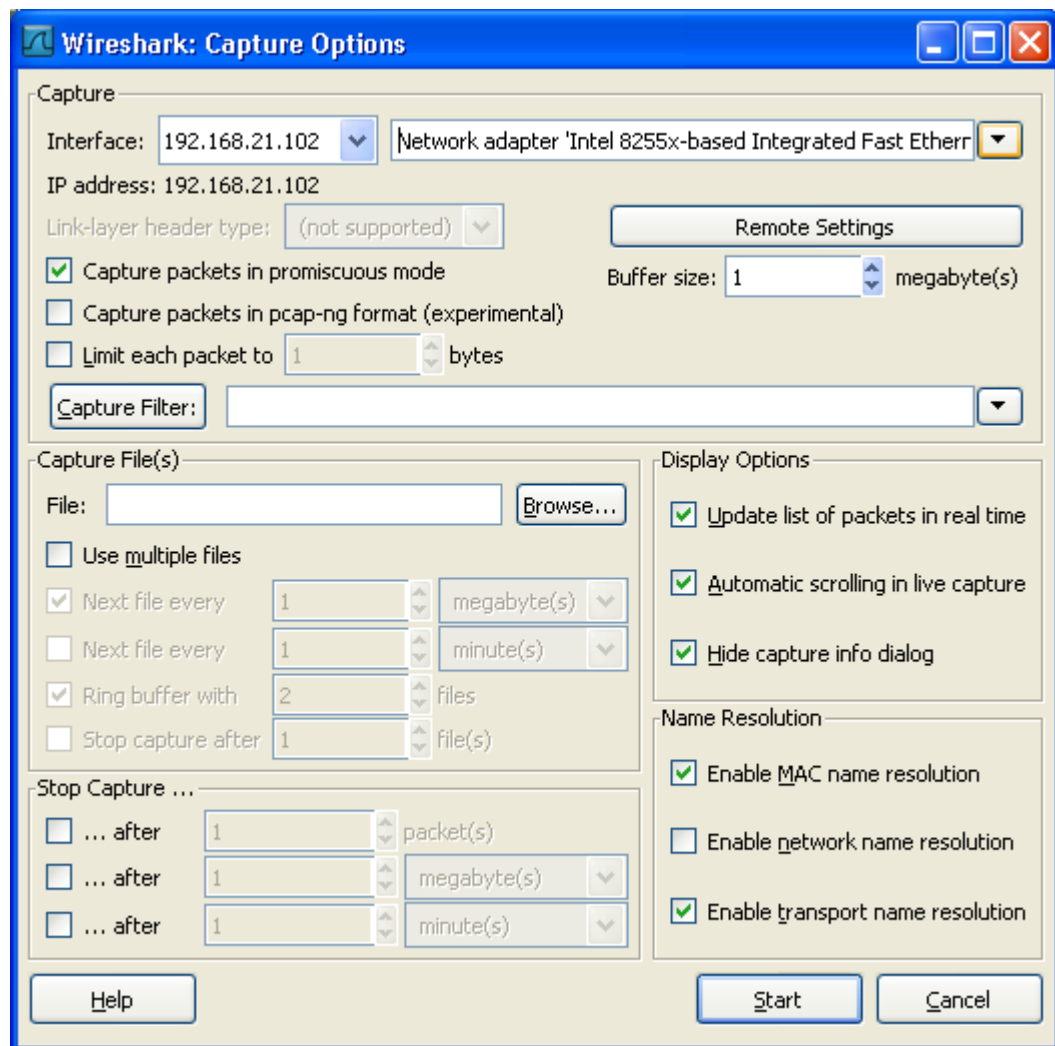 Wireshark: Capture Options
Capture
Interface: 192.168.21.102 Network adapter 'Intel 8255x-based Integrated Fast Ethern
IP address: 192.168.21.102
Link-layer header type: (not supported) Remote Settings
Capture packets in promiscuous mode Buffer size: 1 megabyte(s)
Capture packets in pcap-ng format (experimental)
Limit each packet to 1 bytes
Capture Filter:
Capture File(s)
File: Browse...
Use multiple files
Next file every 1 megabyte(s)
Next file every 1 minute(s)
Ring buffer with 2 files
Stop capture after 1 file(s)
Stop Capture ...
... after 1 packet(s)
... after 1 megabyte(s)
... after 1 minute(s)
Display Options
Update list of packets in real time
Automatic scrolling in live capture
Hide capture info dialog
Name Resolution
Enable MAC name resolution
Enable network name resolution
Enable transport name resolution
Help Start Cancel